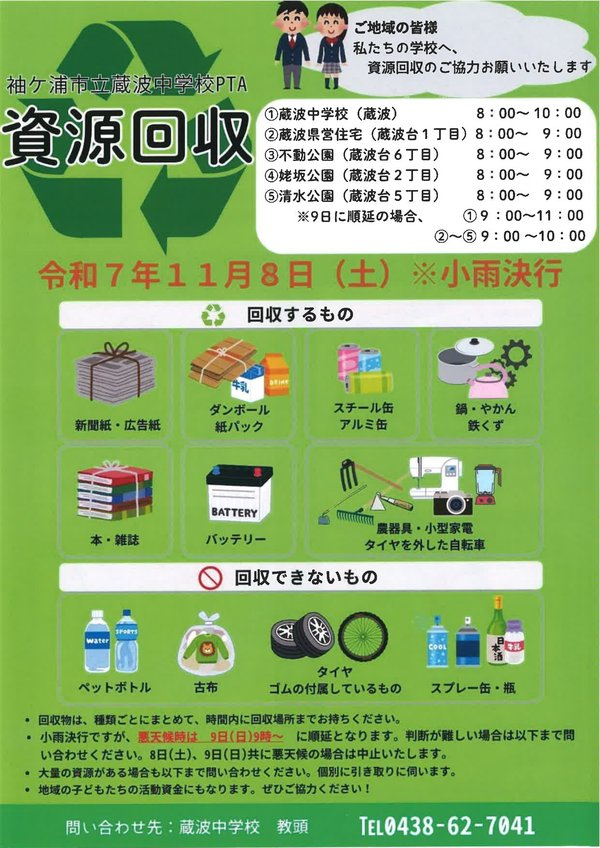 ご地域の皆様
私たちの学校へ、
資源回収のご協力お願いいたします
袖ケ浦市立蔵波中学校PTA
資源回収
①蔵波中学校（蔵波） 8：00〜 10：00
②蔵波県営住宅（蔵波台１丁目）8：00〜 9：00
③不動公園（蔵波台６丁目） 8：00〜 9：00
④姥坂公園（蔵波台２丁目） 8：00〜 9：00
⑤清水公園（蔵波台５丁目） 8：00〜 9：00
※9日に順延の場合、 ①９：00〜11：00
②〜⑤９：00〜10：00
令和７年１１月８日（土）※小雨決行
回収するもの
牛乳
DRINK
新聞紙・広告紙
ダンボール
紙パック
スチール缶
アルミ缶
鍋・やかん
鉄くず
BATTERY
本・雑誌
バッテリー
農器具・小型家電
タイヤを外した自転車
回収できないもの
Water
SPORTS
COOL
日本酒
牛乳
ペットボトル
古布
タイヤ
ゴムの付属しているもの
スプレー缶・瓶
• 回収物は、種類ごとにまとめて、時間内に回収場所までお持ちください。
• 小雨決行ですが、悪天候時は 9日(日)9時〜 に順延となります。判断が難しい場合は以下まで問
い合わせください。8日(土)、9日(日)共に悪天候の場合は中止いたします。
• 大量の資源がある場合も以下まで問い合わせください。個別に引き取りに伺います。
• 地域の子どもたちの活動資金にもなります。ぜひご協力ください！
問い合わせ先：蔵波中学校 教頭 TEL0438-62-7041